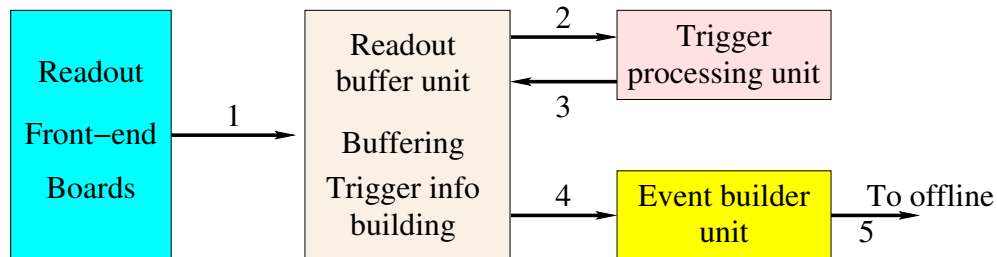 Readout
Front−end
Boards
1
Readout
buffer unit
Buffering
Trigger info
building
2
3
Trigger
processing unit
4
Event builder
unit
To offline
5